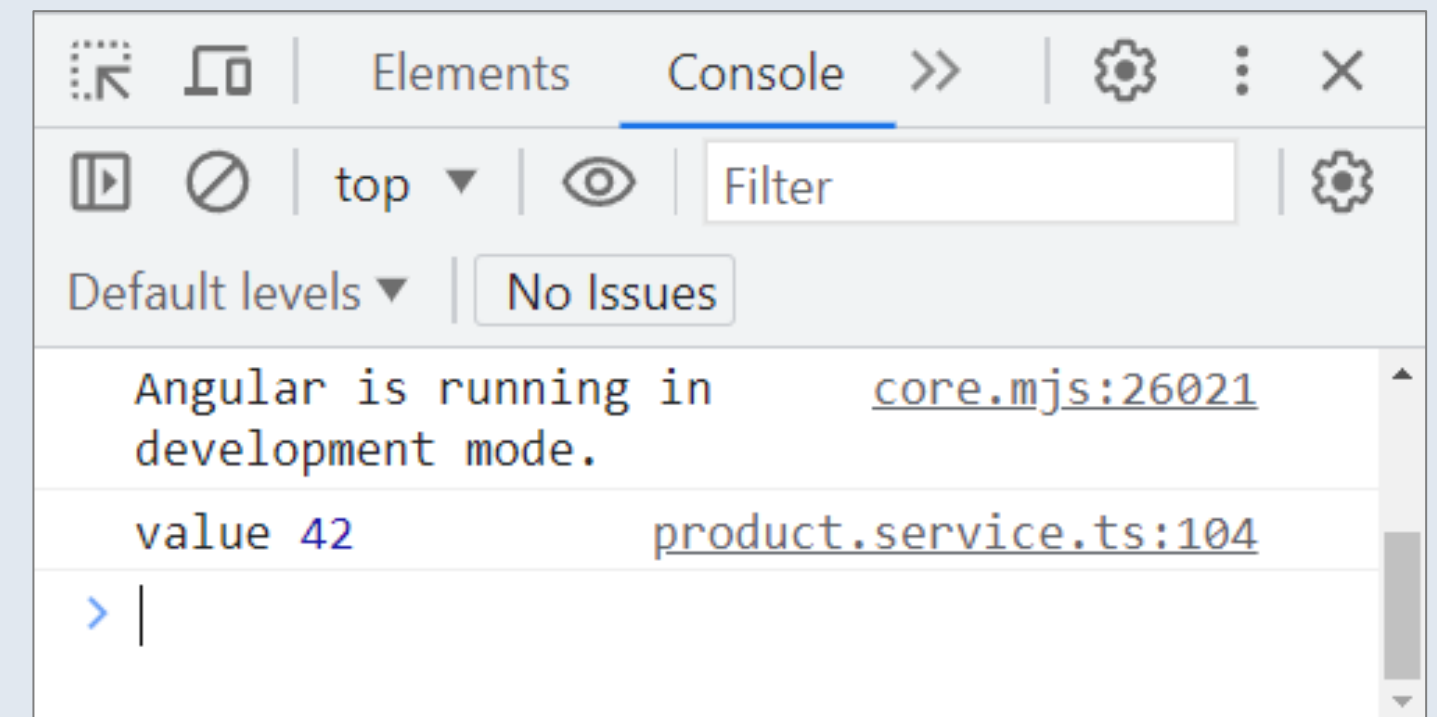 Elements Console
top Filter
Default levels No Issues
Angular is running in core.mjs:26021
development mode.
value 42 product.service.ts:104